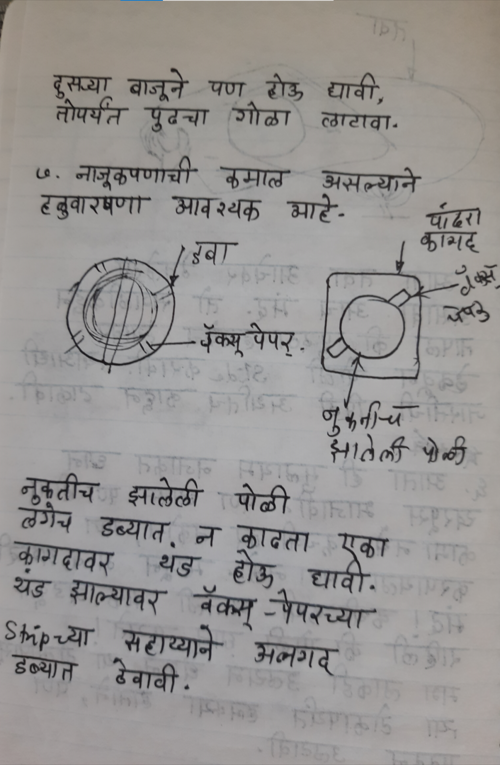 दुसऱ्या बाजूने पण होऊ द्यावी,
तोपर्यंत पुढचा गोळा लाटावा.
७. नाजूकपणाची कमाल असल्याने
हळुवारपणा आवश्यक आहे.
डबा
वॅक्स् पेपर.
पांढरा
कागद
वॅक्स्
नुकतीच
झालेली पोळी
नुकतीच झालेली पोळी
लगेच डब्यात न काढता एका
कागदावर थंड होऊ द्यावी.
थंड झाल्यावर वॅक्स्-पेपरच्या
Stripच्या सहाय्याने अलगद
डब्यात ठेवावी.